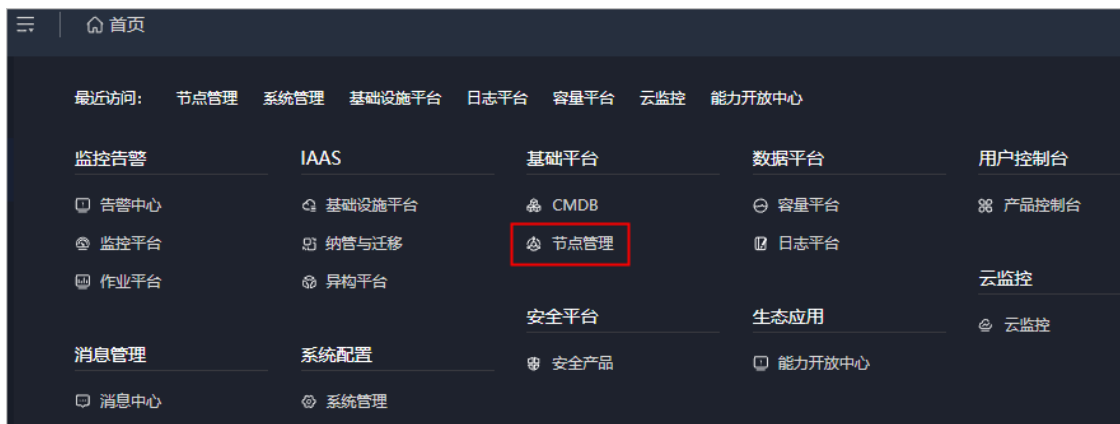 首页
最近访问: 节点管理 系统管理 基础设施平台 日志平台 容量平台 云监控 能力开放中心
监控告警
告警中心
监控平台
作业平台
消息管理
消息中心
IAAS
基础设施平台
纳管与迁移
异构平台
系统配置
系统管理
基础平台
CMDB
节点管理
安全平台
安全产品
数据平台
容量平台
日志平台
生态应用
能力开放中心
用户控制台
产品控制台
云监控
云监控